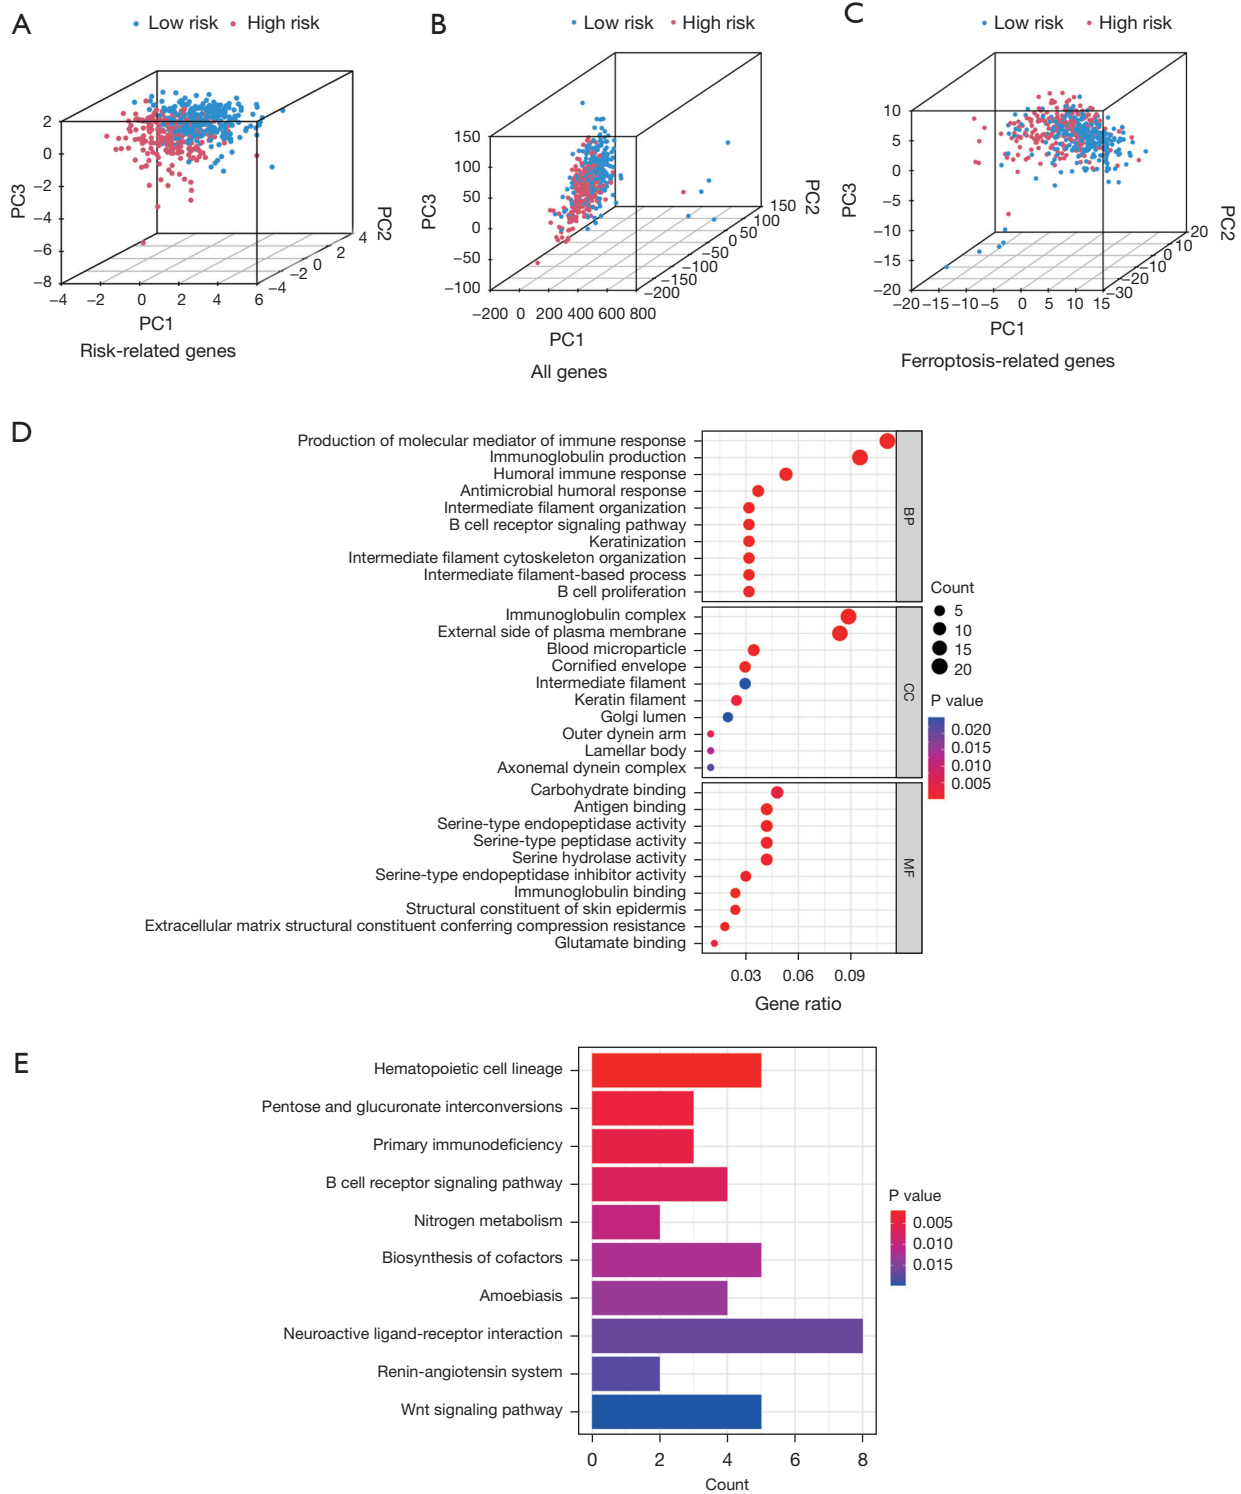 A
Low risk
High risk
2
0
−2
−4
−6
−8
PC3
−4
−2
0
2
4
6
PC1
−4
−2
0
2
4
PC2
Risk-related genes
B
Low risk
High risk
150
100
50
0
−50
−100
PC3
−200
0
200
400
600
800
PC1
−200
−150
−100
−50
0
50
100
150
PC2
All genes
C
Low risk
High risk
10
5
0
−5
−10
−15
−20
PC3
−20
−15
−10
−5
0
5
10
15
PC1
−30
−20
−10
0
10
20
PC2
Ferroptosis-related genes
D
Production of molecular mediator of immune response
Immunoglobulin production
Humoral immune response
Antimicrobial humoral response
Intermediate filament organization
B cell receptor signaling pathway
Keratinization
Intermediate filament cytoskeleton organization
Intermediate filament-based process
B cell proliferation
BP
Immunoglobulin complex
External side of plasma membrane
Blood microparticle
Cornified envelope
Intermediate filament
Keratin filament
Golgi lumen
Outer dynein arm
Lamellar body
Axonemal dynein complex
CC
Carbohydrate binding
Antigen binding
Serine-type endopeptidase activity
Serine-type peptidase activity
Serine hydrolase activity
Serine-type endopeptidase inhibitor activity
Immunoglobulin binding
Structural constituent of skin epidermis
Extracellular matrix structural constituent conferring compression resistance
Glutamate binding
MF
0.03
0.06
0.09
Gene ratio
Count
5
10
15
20
P value
0.020
0.015
0.010
0.005
E
Hematopoietic cell lineage
Pentose and glucuronate interconversions
Primary immunodeficiency
B cell receptor signaling pathway
Nitrogen metabolism
Biosynthesis of cofactors
Amoebiasis
Neuroactive ligand-receptor interaction
Renin-angiotensin system
Wnt signaling pathway
0
2
4
6
8
Count
P value
0.005
0.010
0.015